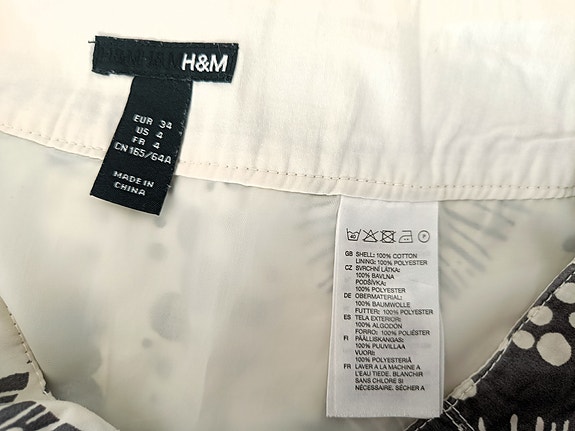 H&M H&M H&M
EUR 34
US 4
FR 4
CN 165/64A
MADE IN
CHINA
40 P
GB SHELL: 100% COTTON
LINING: 100% POLYESTER
CZ SVRCHNÍ LÁTKA:
100% BAVLNA
PODŠÍVKA:
100% POLYESTER
DE OBERMATERIAL:
100% BAUMWOLLE
FUTTER: 100% POLYESTER
ES TELA EXTERIOR:
100% ALGODÓN
FORRO: 100% POLIÉSTER
FI PÄÄLLISKANGAS:
100% PUUVILLAA
VUORI:
100% POLYESTERIÄ
FR LAVER A LA MACHINE A
L'EAU TIEDE. BLANCHIR
SANS CHLORE SI
NÉCESSAIRE. SÉCHER A